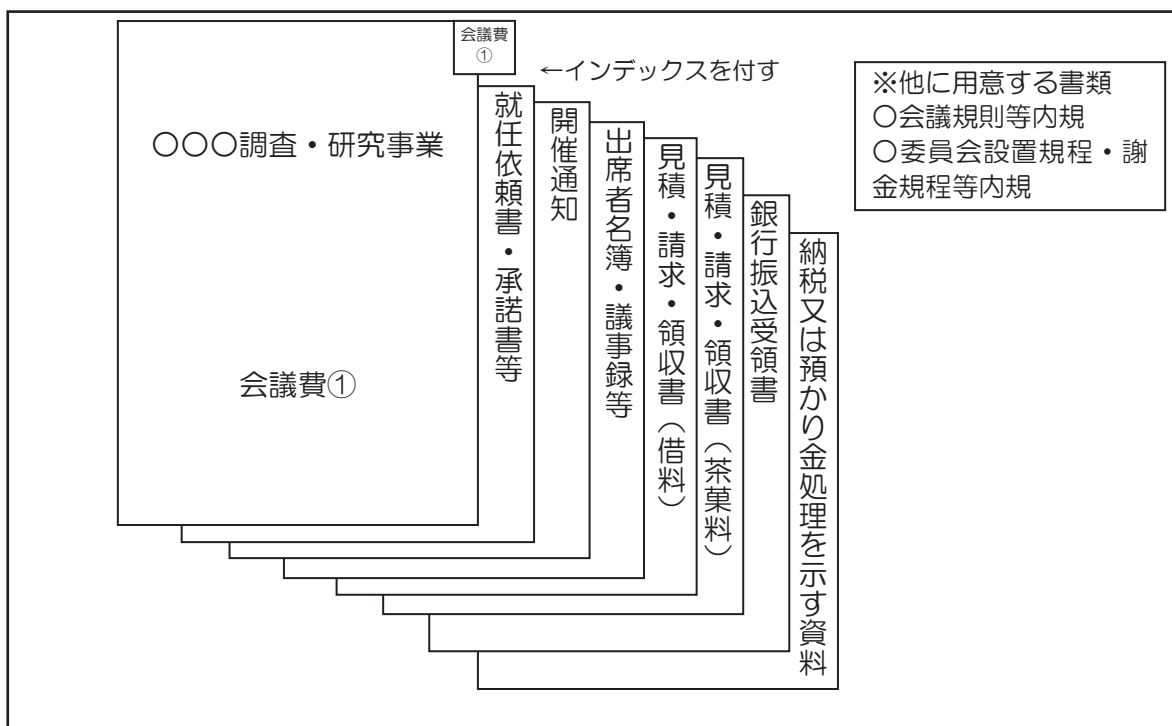 会議費
①
←インデックスを付す
〇〇〇調査・研究事業
会議費①
就任依頼書・承諾書等
開催通知
出席者名簿・議事録等
見積・請求・領収書（借料）
見積・請求・領収書（茶菓料）
銀行振込受領書
納税又は預かり金処理を示す資料
※他に用意する書類
〇会議規則等内規
〇委員会設置規程・謝
金規程等内規